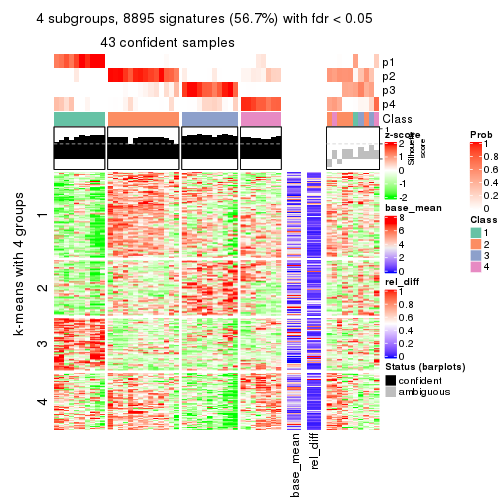 4 subgroups, 8895 signatures (56.7%) with fdr < 0.05
43 confident samples
p1
p2
p3
p4
Class
1
Silhouette
score
z-score
2
1
0
-1
-2
base_mean
8
6
4
2
0
rel_diff
1
0.8
0.6
0.4
0.2
0
Status (barplots)
confident
ambiguous
Prob
1
0.8
0.6
0.4
0.2
0
Class
1
2
3
4
k-means with 4 groups
1
2
3
4
base_mean
rel_diff